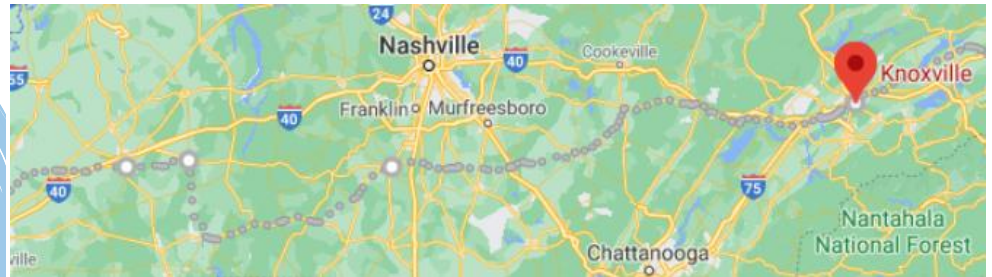 24
Nashville
40
Cookeville
55
Knoxville
Franklin
Murfreesboro
40
40
75
Nantahala
National Forest
ville
Chattanooga